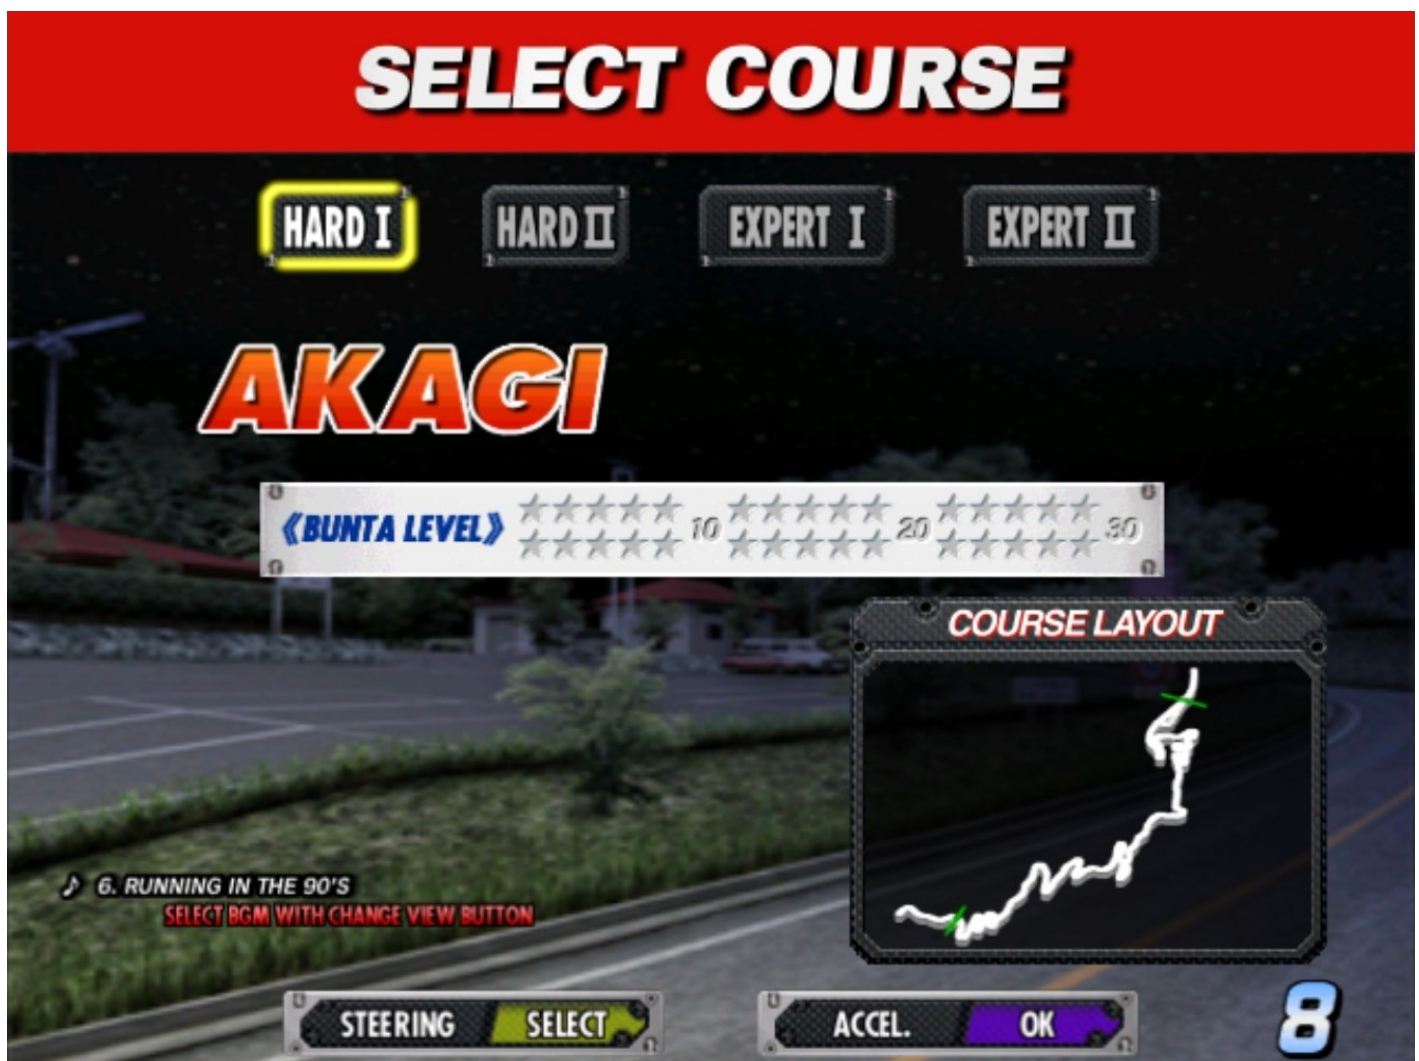 SELECT COURSE
HARD I HARD II EXPERT I EXPERT II
AKAGI
《BUNTA LEVEL》 10 20 30
COURSE LAYOUT
♪ 6. RUNNING IN THE 90'S
SELECT BGM WITH CHANGE VIEW BUTTON
STEERING SELECT ACCEL. OK
8